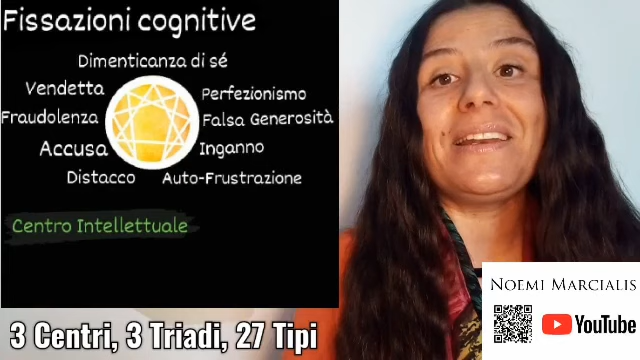 Fissazioni cognitive
Dimenticanza di sé
Vendetta
Perfezionismo
Fraudolenza
Falsa Generosità
Accusa
Inganno
Distacco
Auto-Frustrazione
Centro Intellettuale
NOEMI MARCIALIS
YouTube
3 Centri, 3 Triadi, 27 Tipi